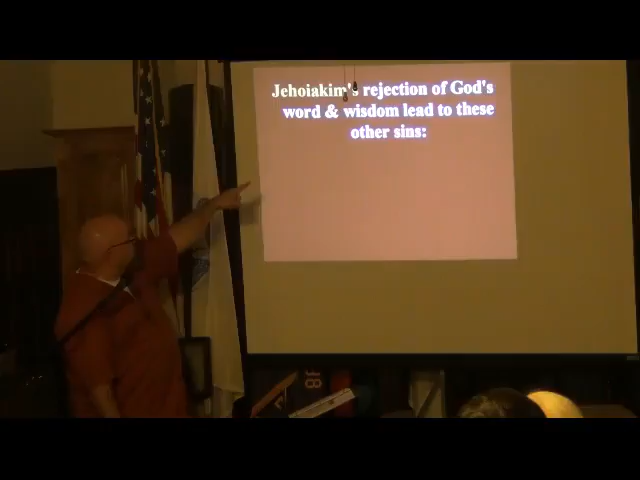 Jehoiakim's rejection of God's
word & wisdom lead to these
other sins: